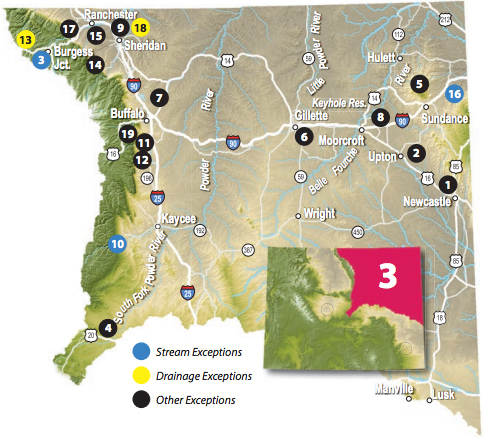 Ranchester
17
15
9
18
Sheridan
13
Burgess
Jct.
3
14
90
7
Buffalo
19
11
12
16
196
25
Kaycee
192
10
387
South Fork Powder River
25
4
20
14
River
Powder
90
59
Little
Powder
River
Gillette
6
Keyhole Res.
14
Moorcroft
8
90
Belle Fourche
River
59
Wright
450
112
212
Hulett
5
16
Sundance
Upton
2
85
16
1
Newcastle
85
18
Manville
Lusk
3
Stream Exceptions
Drainage Exceptions
Other Exceptions